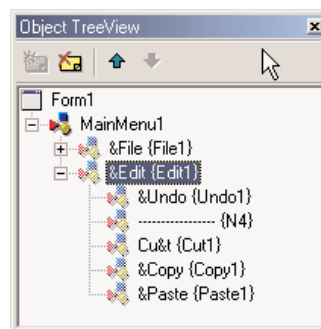 Object TreeView
Form1
MainMenu1
&File {File1}
&Edit {Edit1}
&Undo {Undo1}
---------------- {N4}
Cu&t {Cut1}
&Copy {Copy1}
&Paste {Paste1}